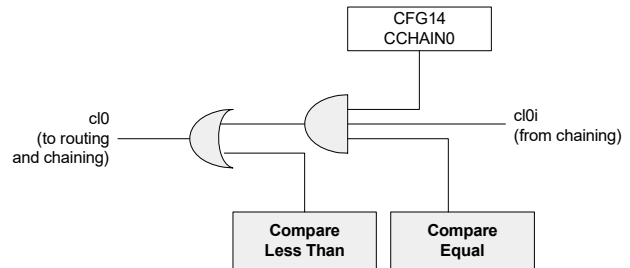 CFG14
CCHAIN0
cl0
(to routing
and chaining)
cl0i
(from chaining)
Compare
Less Than
Compare
Equal